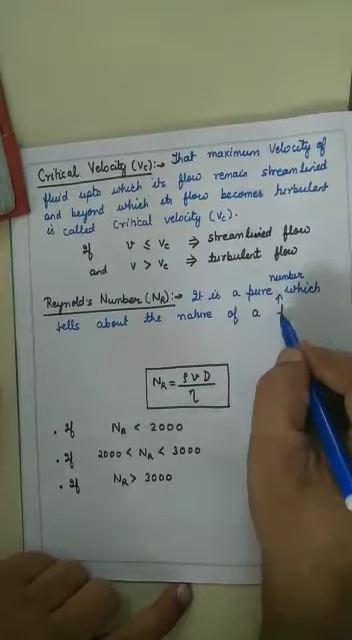 Critical Velocity (Vc):→ That maximum velocity of
fluid upto which its flow remain streamlined
and beyond which its flow becomes turbulent
is called critical velocity (Vc).
If v ≤ vc ⇒ streamlined flow
and v > vc ⇒ turbulent flow
number
Reynold's Number (NR):→ It is a pure ↑ which
tells about the nature of a
NR = ρ v D / η
• If NR < 2000
• If 2000 < NR < 3000
• If NR > 3000